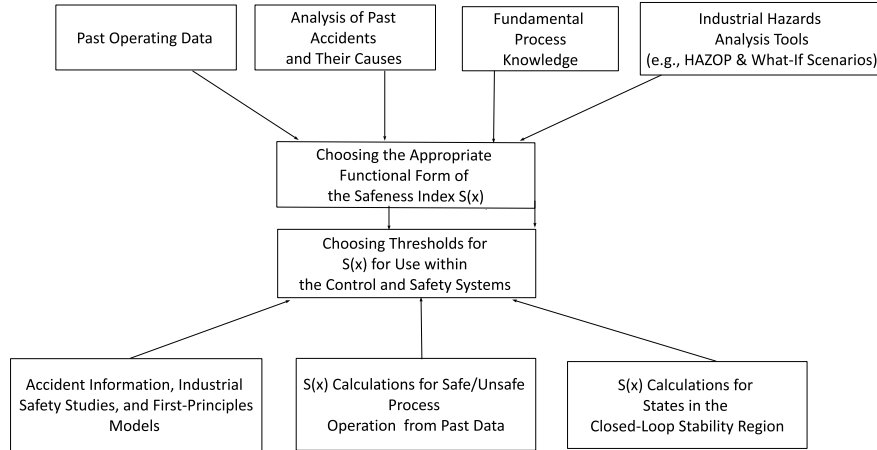 Past Operating Data
Analysis of Past
Accidents
and Their Causes
Fundamental
Process
Knowledge
Industrial Hazards
Analysis Tools
(e.g., HAZOP & What-If Scenarios)
Choosing the Appropriate
Functional Form of
the Safeness Index S(x)
Choosing Thresholds for
S(x) for Use within
the Control and Safety Systems
Accident Information, Industrial
Safety Studies, and First-Principles
Models
S(x) Calculations for Safe/Unsafe
Process
Operation from Past Data
S(x) Calculations for
States in the
Closed-Loop Stability Region